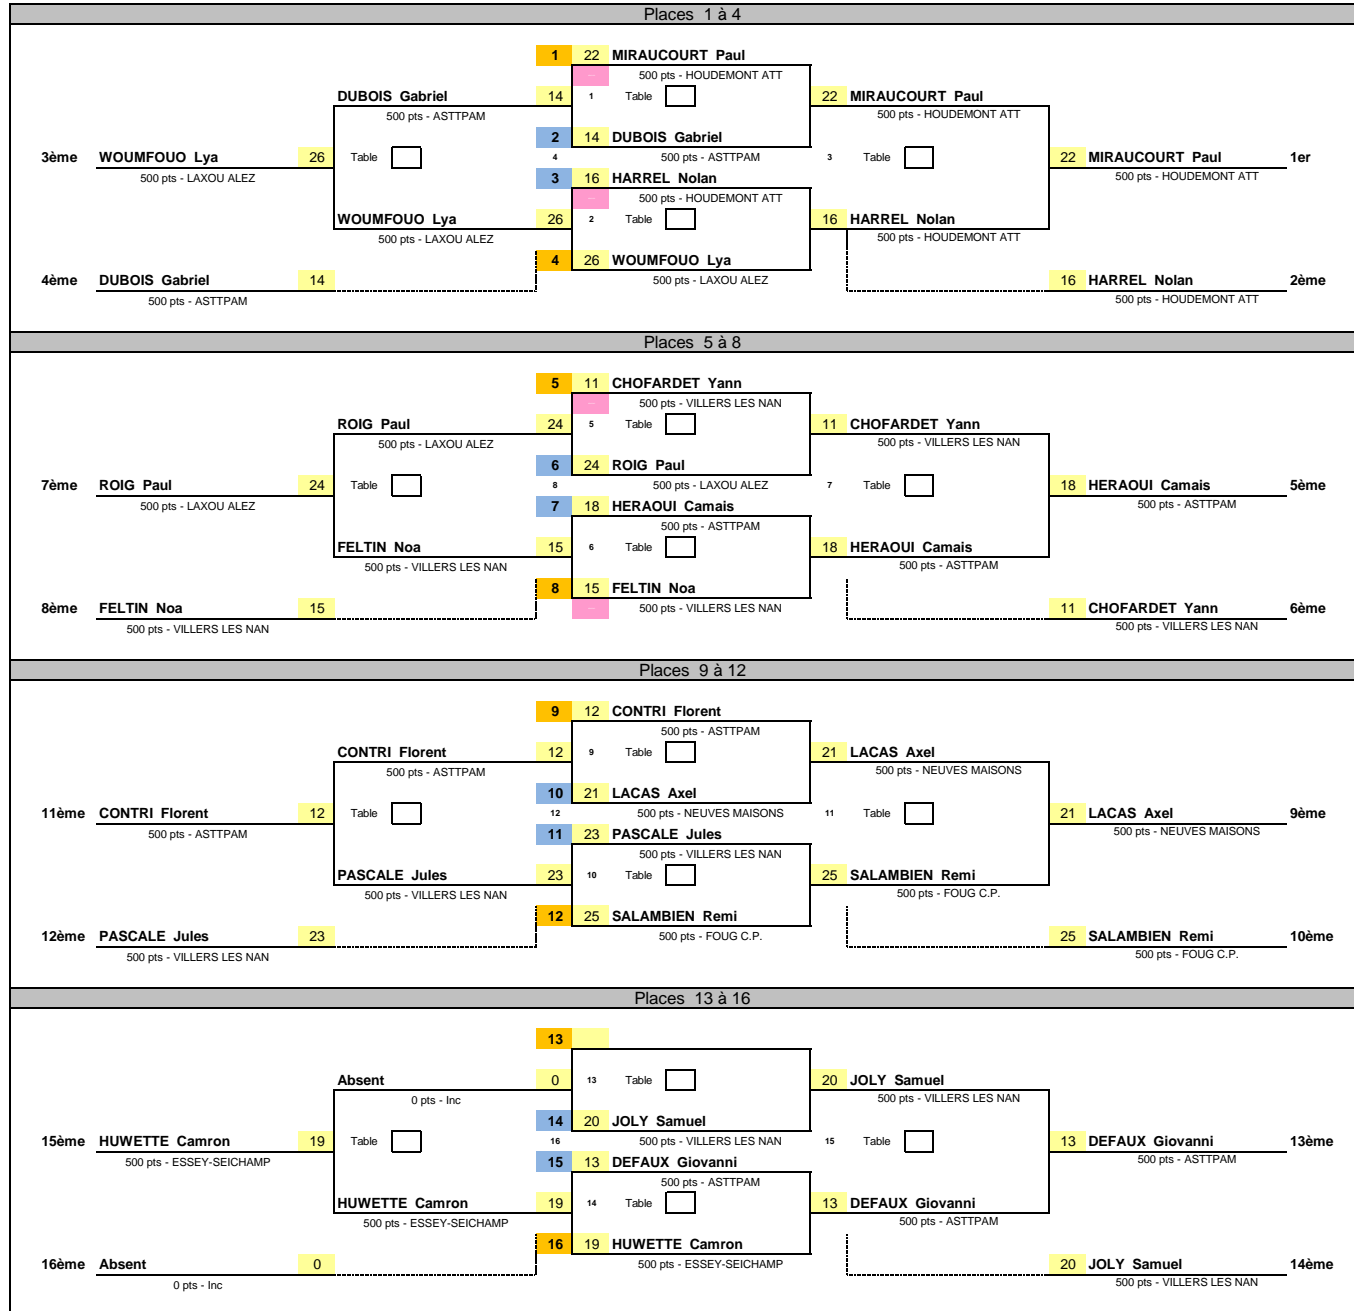 Places 1 à 4
1 22 MIRAUCOURT Paul
500 pts - HOUDEMONT ATT
DUBOIS Gabriel 14 1 Table 22 MIRAUCOURT Paul
500 pts - ASTTPAM 500 pts - HOUDEMONT ATT
2 14 DUBOIS Gabriel
3ème WOUMFOUO Lya 26 Table 4 500 pts - ASTTPAM 3 Table 22 MIRAUCOURT Paul 1er
500 pts - LAXOU ALEZ 3 16 HARREL Nolan 500 pts - HOUDEMONT ATT
500 pts - HOUDEMONT ATT
WOUMFOUO Lya 26 2 Table 16 HARREL Nolan
500 pts - LAXOU ALEZ 500 pts - HOUDEMONT ATT
4 26 WOUMFOUO Lya
4ème DUBOIS Gabriel 14 500 pts - LAXOU ALEZ 16 HARREL Nolan 2ème
500 pts - ASTTPAM 500 pts - HOUDEMONT ATT
Places 5 à 8
5 11 CHOFARDET Yann
500 pts - VILLERS LES NAN
ROIG Paul 24 5 Table 11 CHOFARDET Yann
500 pts - LAXOU ALEZ 500 pts - VILLERS LES NAN
6 24 ROIG Paul
7ème ROIG Paul 24 Table 8 500 pts - LAXOU ALEZ 7 Table 18 HERAOUI Camais 5ème
500 pts - LAXOU ALEZ 7 18 HERAOUI Camais 500 pts - ASTTPAM
500 pts - ASTTPAM
FELTIN Noa 15 6 Table 18 HERAOUI Camais
500 pts - VILLERS LES NAN 500 pts - ASTTPAM
8 15 FELTIN Noa
8ème FELTIN Noa 15 500 pts - VILLERS LES NAN 11 CHOFARDET Yann 6ème
500 pts - VILLERS LES NAN 500 pts - VILLERS LES NAN
Places 9 à 12
9 12 CONTRI Florent
500 pts - ASTTPAM
CONTRI Florent 12 9 Table 21 LACAS Axel
500 pts - ASTTPAM 500 pts - NEUVES MAISONS
10 21 LACAS Axel
11ème CONTRI Florent 12 Table 12 500 pts - NEUVES MAISONS 11 Table 21 LACAS Axel 9ème
500 pts - ASTTPAM 11 23 PASCALE Jules 500 pts - NEUVES MAISONS
500 pts - VILLERS LES NAN
PASCALE Jules 23 10 Table 25 SALAMBIEN Remi
500 pts - VILLERS LES NAN 500 pts - FOUG C.P.
12 25 SALAMBIEN Remi
12ème PASCALE Jules 23 500 pts - FOUG C.P. 25 SALAMBIEN Remi 10ème
500 pts - VILLERS LES NAN 500 pts - FOUG C.P.
Places 13 à 16
13
Absent 0 13 Table 20 JOLY Samuel
0 pts - Inc 500 pts - VILLERS LES NAN
14 20 JOLY Samuel
15ème HUWETTE Camron 19 Table 16 500 pts - VILLERS LES NAN 15 Table 13 DEFAUX Giovanni 13ème
500 pts - ESSEY-SEICHAMP 15 13 DEFAUX Giovanni 500 pts - ASTTPAM
500 pts - ASTTPAM
HUWETTE Camron 19 14 Table 13 DEFAUX Giovanni
500 pts - ESSEY-SEICHAMP 500 pts - ASTTPAM
16 19 HUWETTE Camron
16ème Absent 0 500 pts - ESSEY-SEICHAMP 20 JOLY Samuel 14ème
0 pts - Inc 500 pts - VILLERS LES NAN